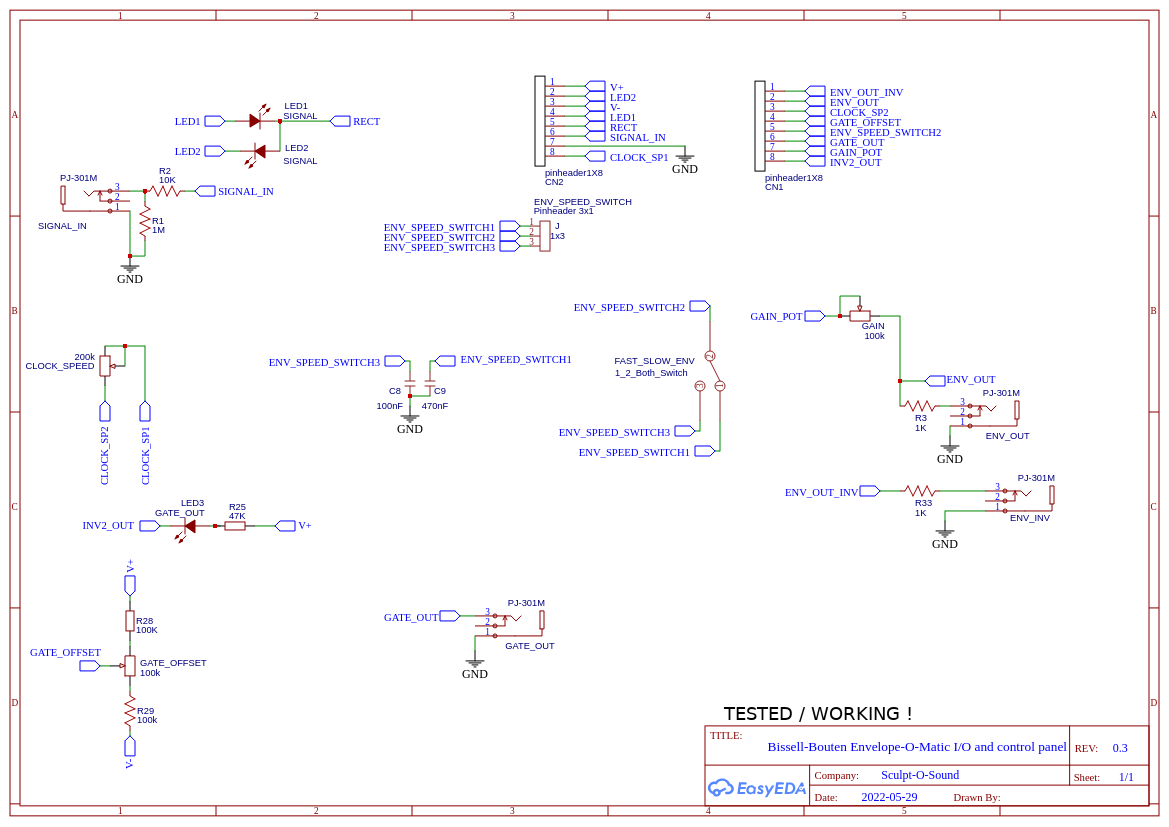 1 2 3 4 5
A A
B B
C C
D D
LED1
LED1
SIGNAL
RECT
LED2
LED2
SIGNAL
PJ-301M
3
2
1
R2
10K
SIGNAL_IN
R1
1M
SIGNAL_IN
GND
1
2
3
4
5
6
7
8
V+
LED2
V-
LED1
RECT
SIGNAL_IN
CLOCK_SP1
GND
pinheader1X8
CN2
1
2
3
4
5
6
7
8
ENV_OUT_INV
ENV_OUT
CLOCK_SP2
GATE_OFFSET
ENV_SPEED_SWITCH2
GATE_OUT
GAIN_POT
INV2_OUT
pinheader1X8
CN1
ENV_SPEED_SWITCH
Pinheader 3x1
ENV_SPEED_SWITCH1
ENV_SPEED_SWITCH2
ENV_SPEED_SWITCH3
1
2
3
J
1x3
200k
CLOCK_SPEED
CLOCK_SP2
CLOCK_SP1
ENV_SPEED_SWITCH3
ENV_SPEED_SWITCH1
C8
C9
100nF
470nF
GND
ENV_SPEED_SWITCH2
FAST_SLOW_ENV
1_2_Both_Switch
2
3
1
ENV_SPEED_SWITCH3
ENV_SPEED_SWITCH1
GAIN_POT
GAIN
100k
ENV_OUT
PJ-301M
R3
1K
3
2
1
ENV_OUT
GND
ENV_OUT_INV
R33
1K
PJ-301M
3
2
1
ENV_INV
GND
LED3
GATE_OUT
R25
47K
INV2_OUT
V+
V+
R28
100K
GATE_OFFSET
GATE_OFFSET
100k
R29
100k
V-
GATE_OUT
PJ-301M
3
2
1
GATE_OUT
GND
TESTED / WORKING !
TITLE:
Bissell-Bouten Envelope-O-Matic I/O and control panel
REV: 0.3
EasyEDA
Company: Sculpt-O-Sound
Sheet: 1/1
Date: 2022-05-29 Drawn By:
1 2 3 4 5